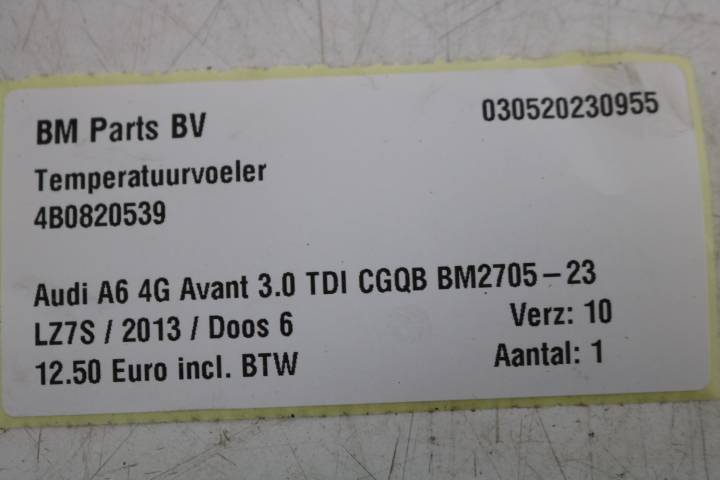 BM Parts BV 030520230955
Temperatuurvoeler
4B0820539
Audi A6 4G Avant 3.0 TDI CGQB BM2705-23
LZ7S / 2013 / Doos 6 Verz: 10
12.50 Euro incl. BTW Aantal: 1